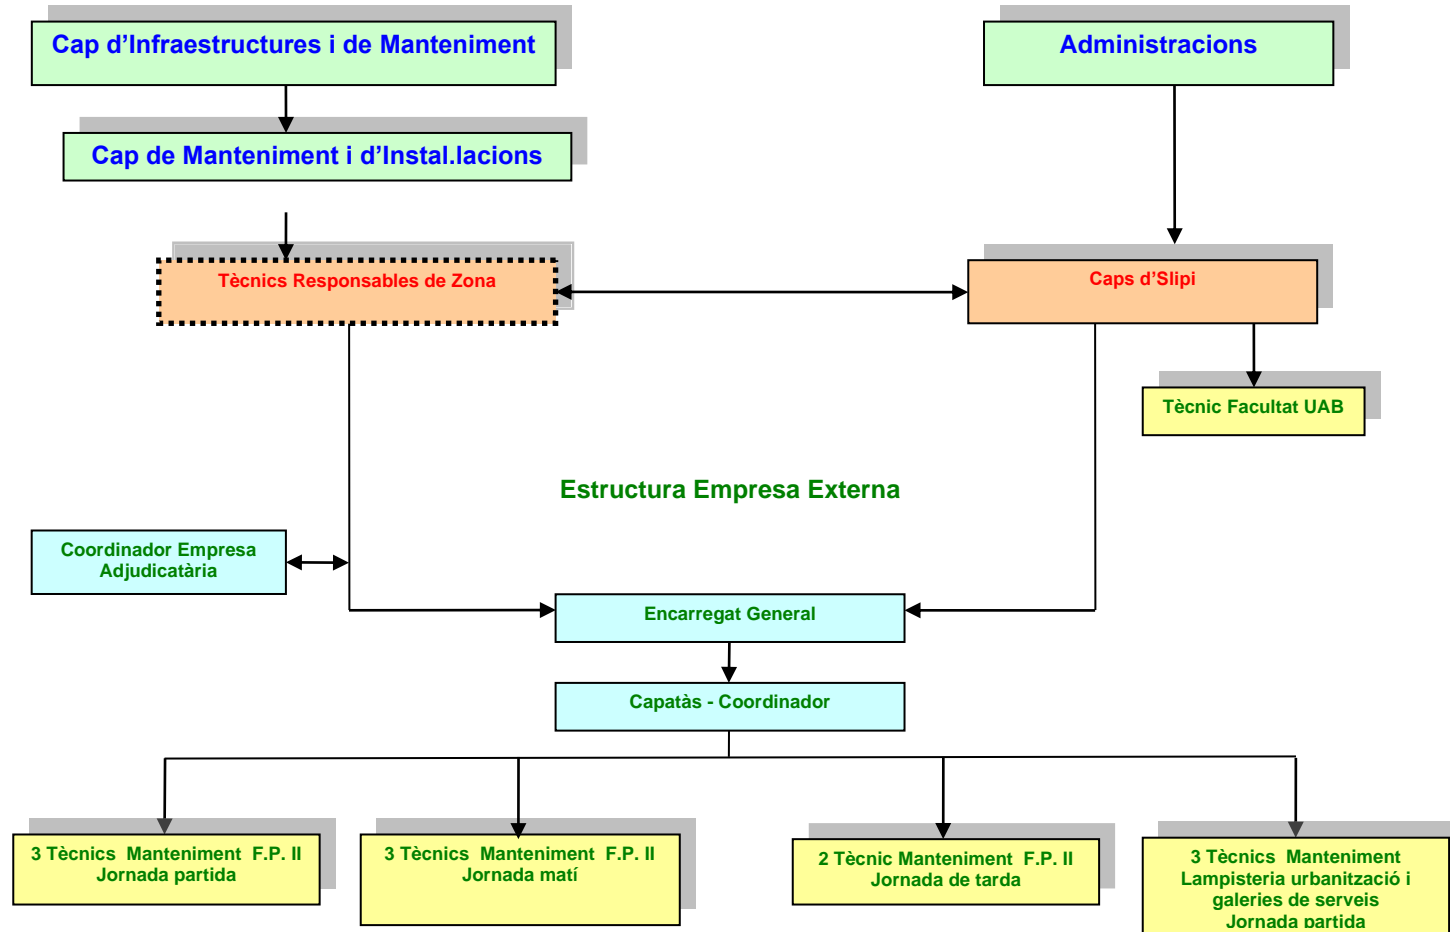 Cap d'Infraestructures i de Manteniment
Administracions
Cap de Manteniment i d'Instal.lacions
Tècnics Responsables de Zona
Caps d'Slipi
Tècnic Facultat UAB
Estructura Empresa Externa
Coordinador Empresa
Adjudicatària
Encarregat General
Capatàs - Coordinador
3 Tècnics Manteniment F.P. II
Jornada partida
3 Tècnics Manteniment F.P. II
Jornada matí
2 Tècnic Manteniment F.P. II
Jornada de tarda
3 Tècnics Manteniment
Lampisteria urbanització i
galeries de serveis
Jornada partida